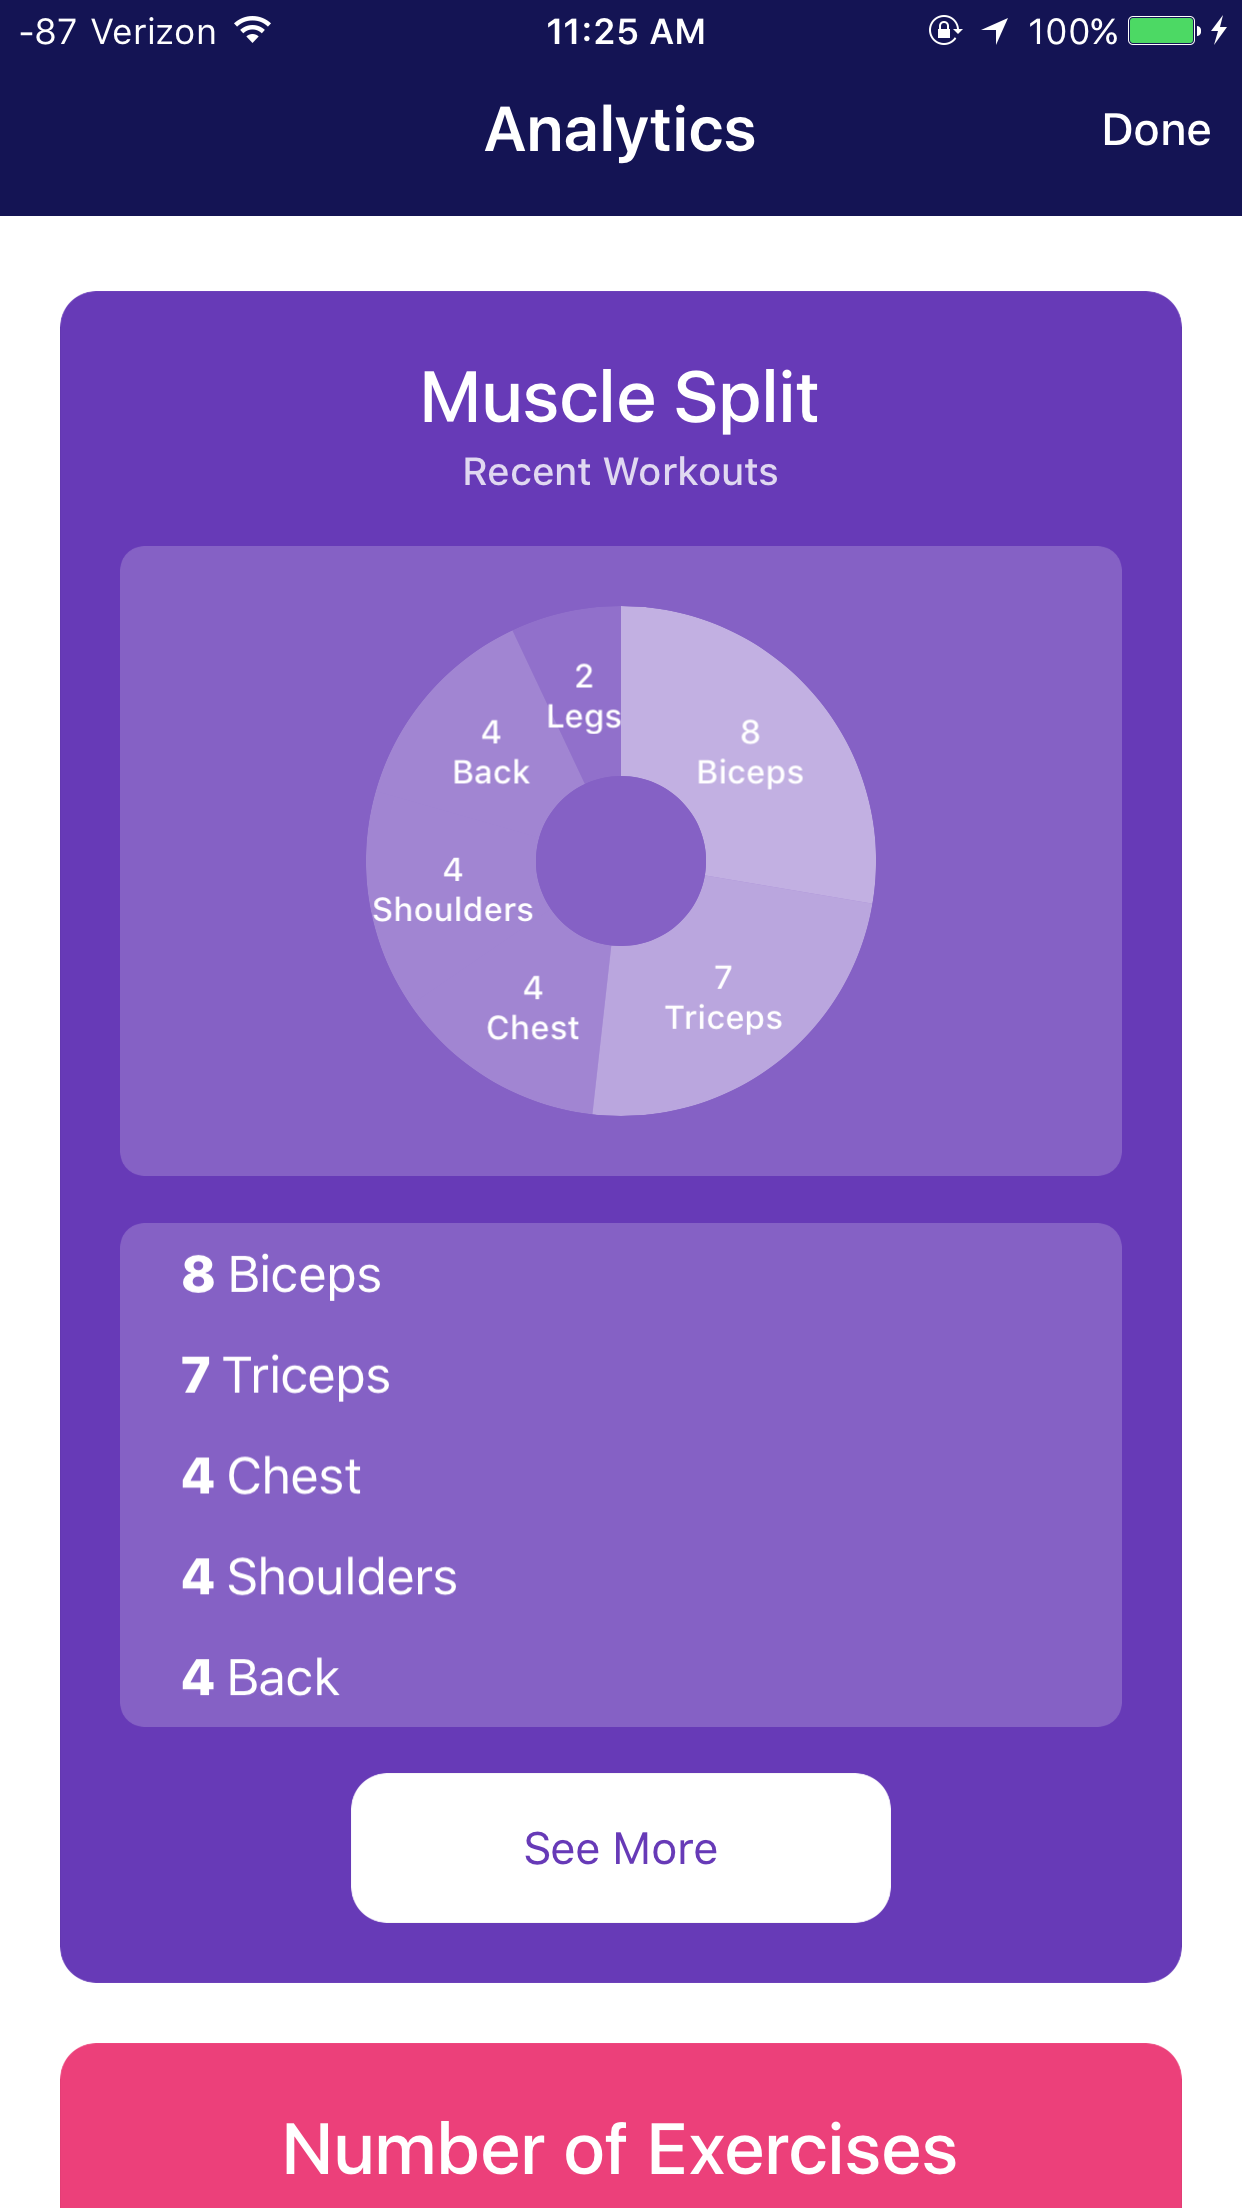 -87 Verizon 11:25 AM 100%
Analytics Done
Muscle Split
Recent Workouts
2
Legs
4
Back
8
Biceps
4
Shoulders
4
Chest
7
Triceps
8 Biceps
7 Triceps
4 Chest
4 Shoulders
4 Back
See More
Number of Exercises